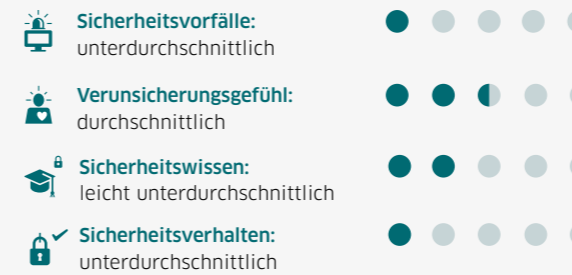 Sicherheitsvorfälle:
unterdurchschnittlich
Verunsicherungsgefühl:
durchschnittlich
Sicherheitswissen:
leicht unterdurchschnittlich
Sicherheitsverhalten:
unterdurchschnittlich